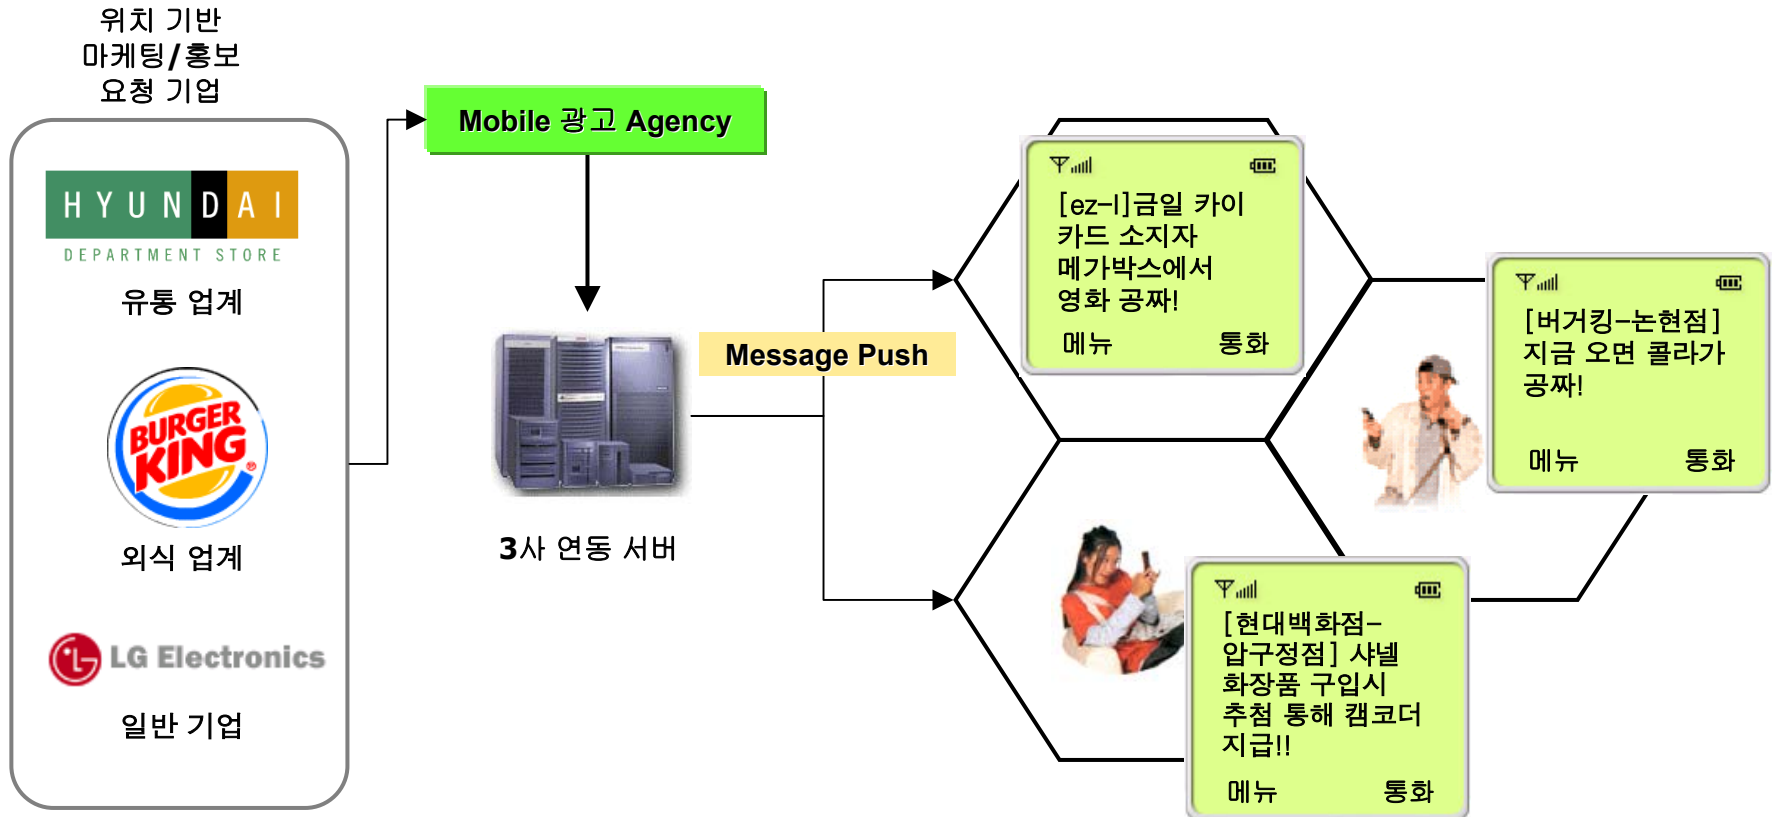 위치 기반
마케팅/홍보
요청 기업
HYUNDAI
DEPARTMENT STORE
유통 업계
BURGER
KING
®
외식 업계
LG Electronics
일반 기업
Mobile 광고 Agency
3사 연동 서버
Message Push
[ez-i]금일 카이
카드 소지자
메가박스에서
영화 공짜!
메뉴 통화
[버거킹-논현점]
지금 오면 콜라가
공짜!
메뉴 통화
[현대백화점-
압구정점] 샤넬
화장품 구입시
추첨 통해 캠코더
지급!!
메뉴 통화